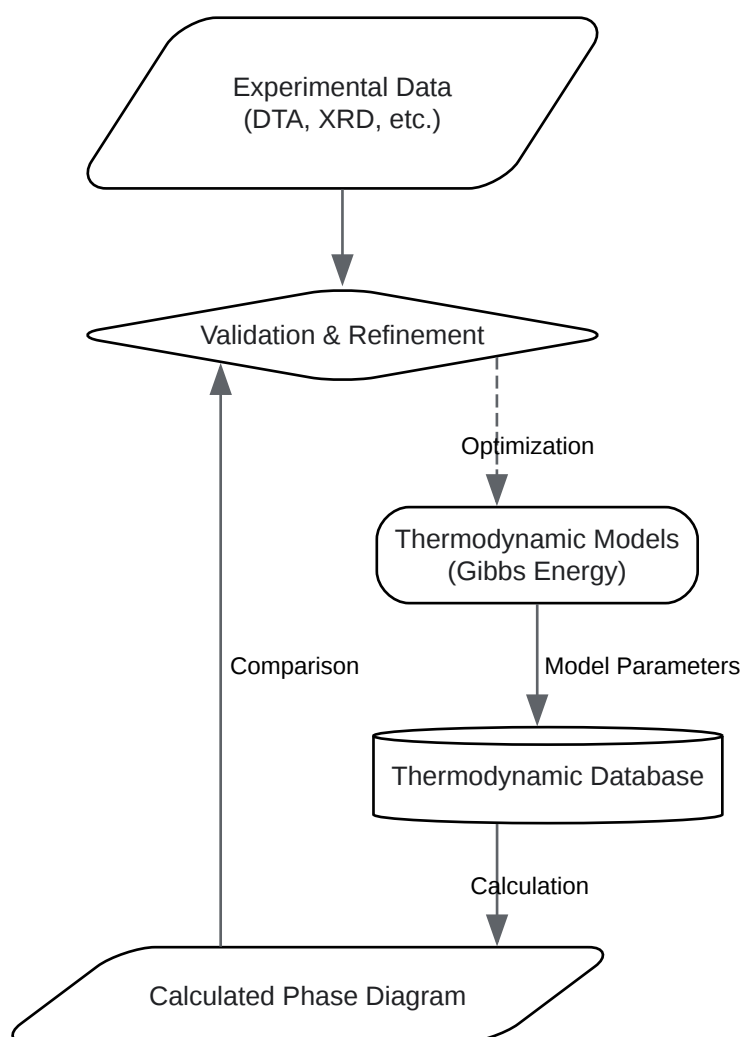 Experimental Data
(DTA, XRD, etc.)
Validation & Refinement
Optimization
Thermodynamic Models
(Gibbs Energy)
Comparison
Model Parameters
Thermodynamic Database
Calculation
Calculated Phase Diagram